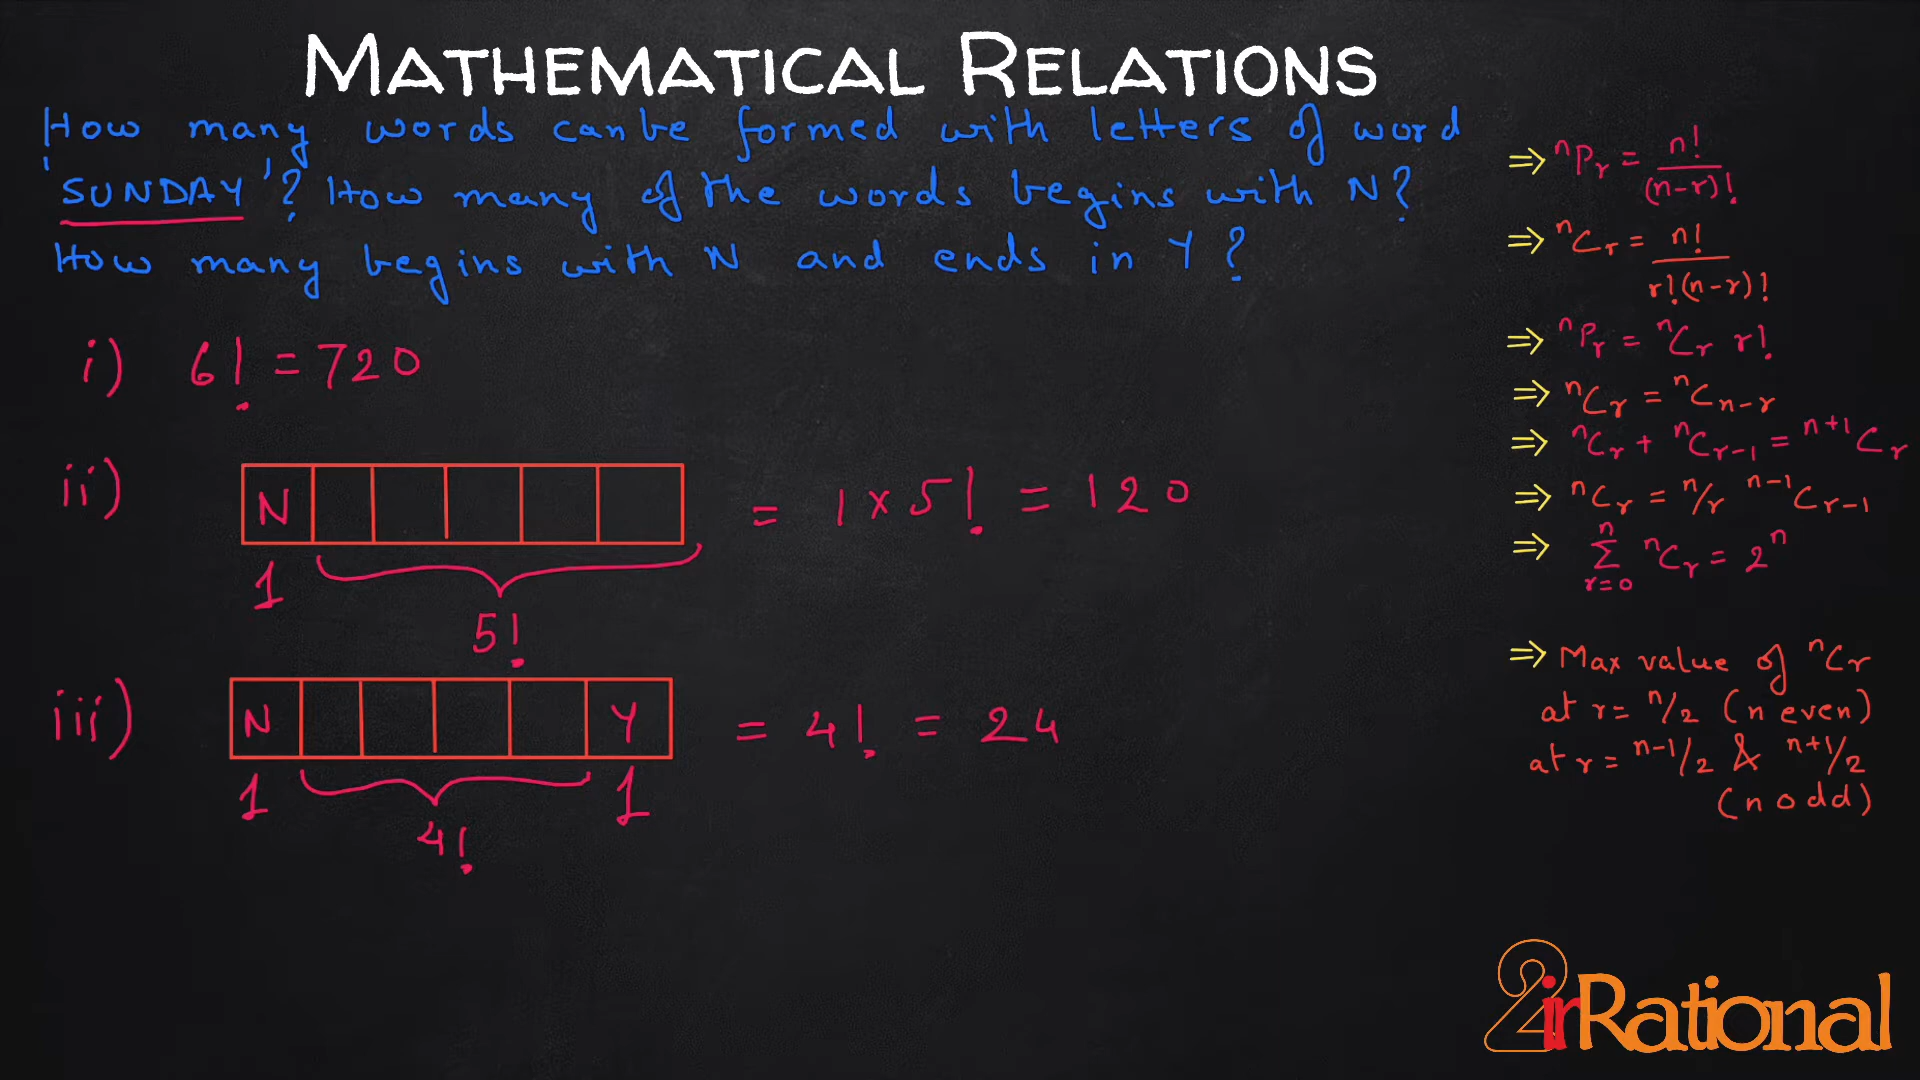 MATHEMATICAL RELATIONS
How many words can be formed with letters of word
'SUNDAY'? How many of the words begins with N?
How many begins with N and ends in Y?
i) 6! = 720
ii) N = 1 × 5! = 120
1
5!
iii) N Y = 4! = 24
1 1
4!
⇒ ⁿPᵣ = n!/(n-r)!
⇒ ⁿCᵣ = n!/r!(n-r)!
⇒ ⁿPᵣ = ⁿCᵣ r!
⇒ ⁿCᵣ = ⁿCₙ₋ᵣ
⇒ ⁿCᵣ + ⁿCᵣ₋₁ = ⁿ⁺¹Cᵣ
⇒ ⁿCᵣ = n/r ⁿ⁻¹Cᵣ₋₁
⇒ n Σ r=0 ⁿCᵣ = 2ⁿ
⇒ Max value of ⁿCᵣ
at r = n/2 (n even)
at r = n-1/2 & n+1/2
(n odd)
2irRational